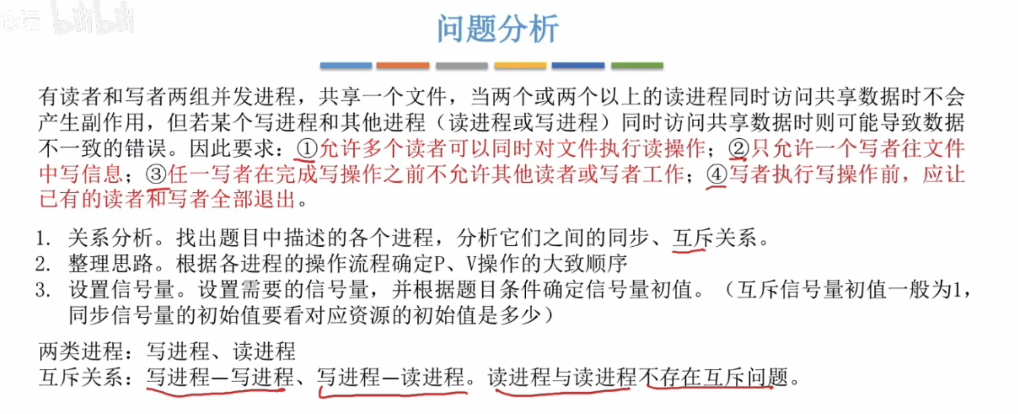 bilibili
问题分析
有读者和写者两组并发进程，共享一个文件，当两个或两个以上的读进程同时访问共享数据时不会
产生副作用，但若某个写进程和其他进程（读进程或写进程）同时访问共享数据时则可能导致数据
不一致的错误。因此要求：①允许多个读者可以同时对文件执行读操作；②只允许一个写者往文件
中写信息；③任一写者在完成写操作之前不允许其他读者或写者工作；④写者执行写操作前，应让
已有的读者和写者全部退出。
1. 关系分析。找出题目中描述的各个进程，分析它们之间的同步、互斥关系。
2. 整理思路。根据各进程的操作流程确定P、V操作的大致顺序
3. 设置信号量。设置需要的信号量，并根据题目条件确定信号量初值。（互斥信号量初值一般为1，
同步信号量的初始值要看对应资源的初始值是多少）
两类进程：写进程、读进程
互斥关系：写进程—写进程、写进程—读进程。读进程与读进程不存在互斥问题。